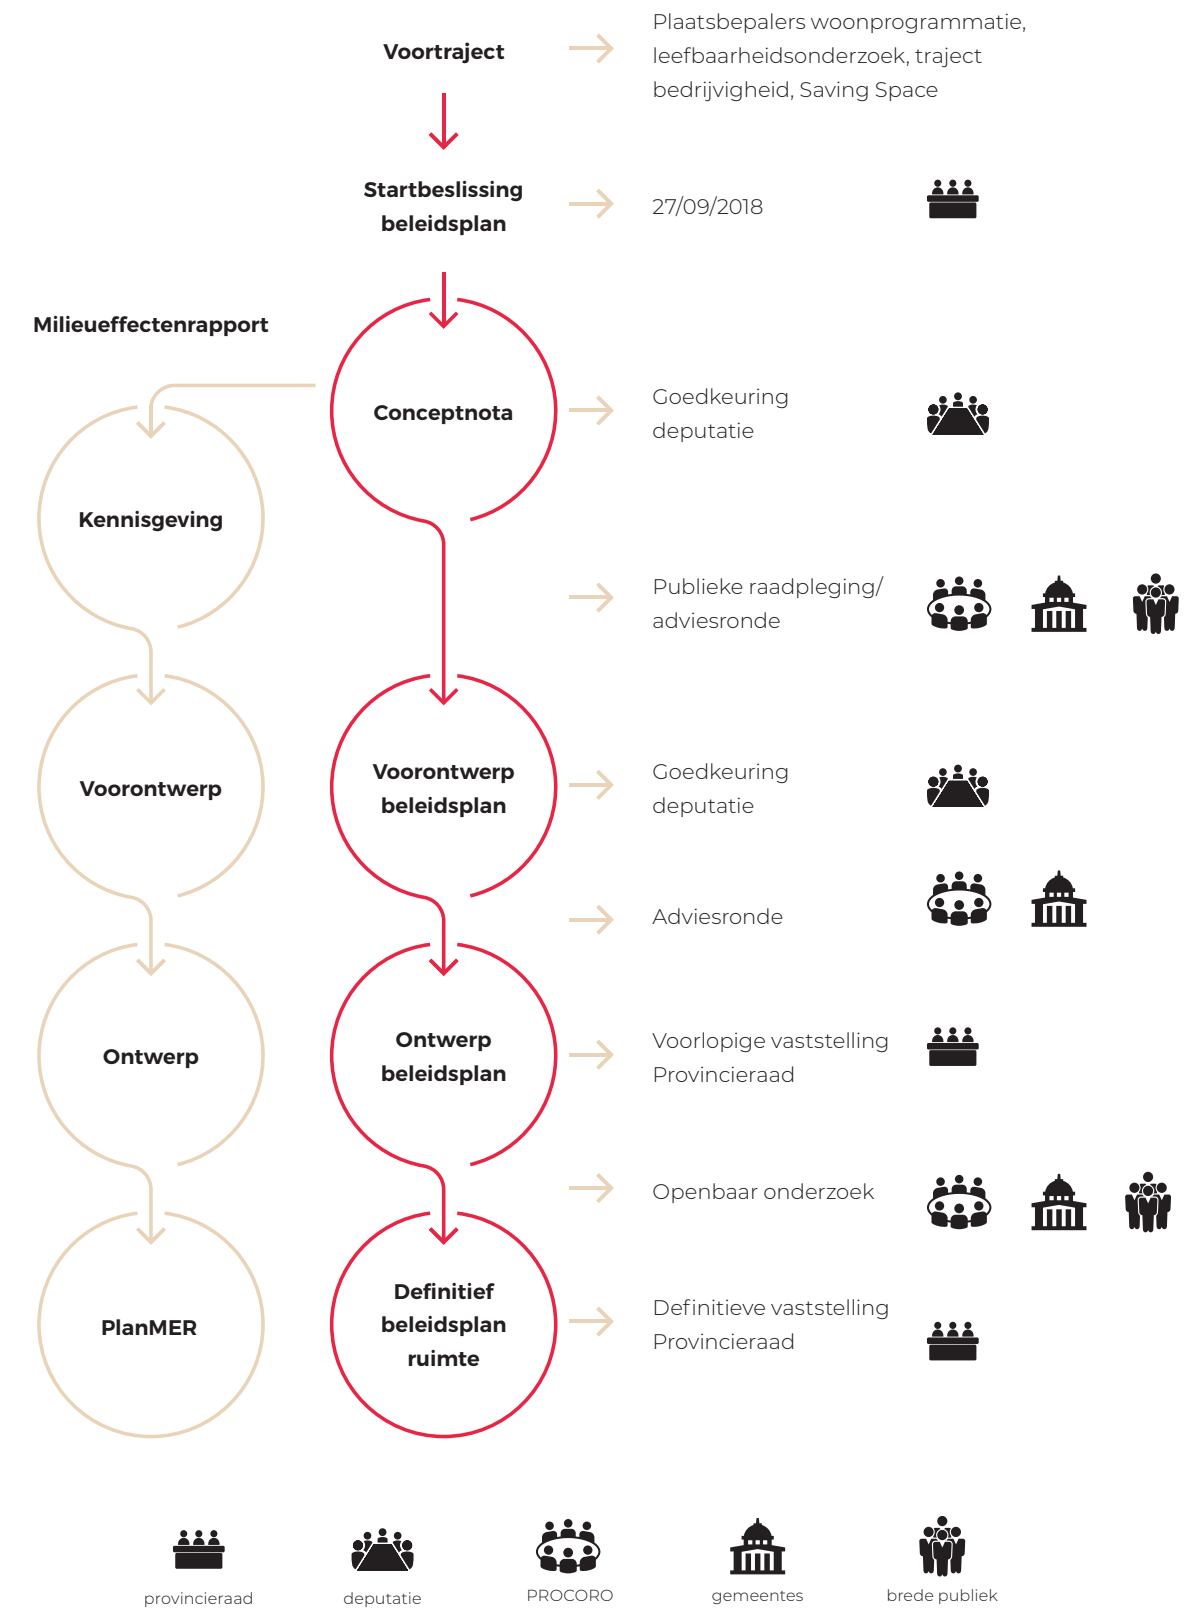 Voortraject
Plaatsbepalers woonprogrammatie,
leefbaarheidsonderzoek, traject
bedrijvigheid, Saving Space
Startbeslissing
beleidsplan
27/09/2018
Milieueffectenrapport
Conceptnota
Goedkeuring
deputatie
Kennisgeving
Publieke raadpleging/
adviesronde
Voorontwerp
Voorontwerp
beleidsplan
Goedkeuring
deputatie
Adviesronde
Ontwerp
Ontwerp
beleidsplan
Voorlopige vaststelling
Provincieraad
Openbaar onderzoek
PlanMER
Definitief
beleidsplan
ruimte
Definitieve vaststelling
Provincieraad
provincieraad
deputatie
PROCORO
gemeentes
brede publiek